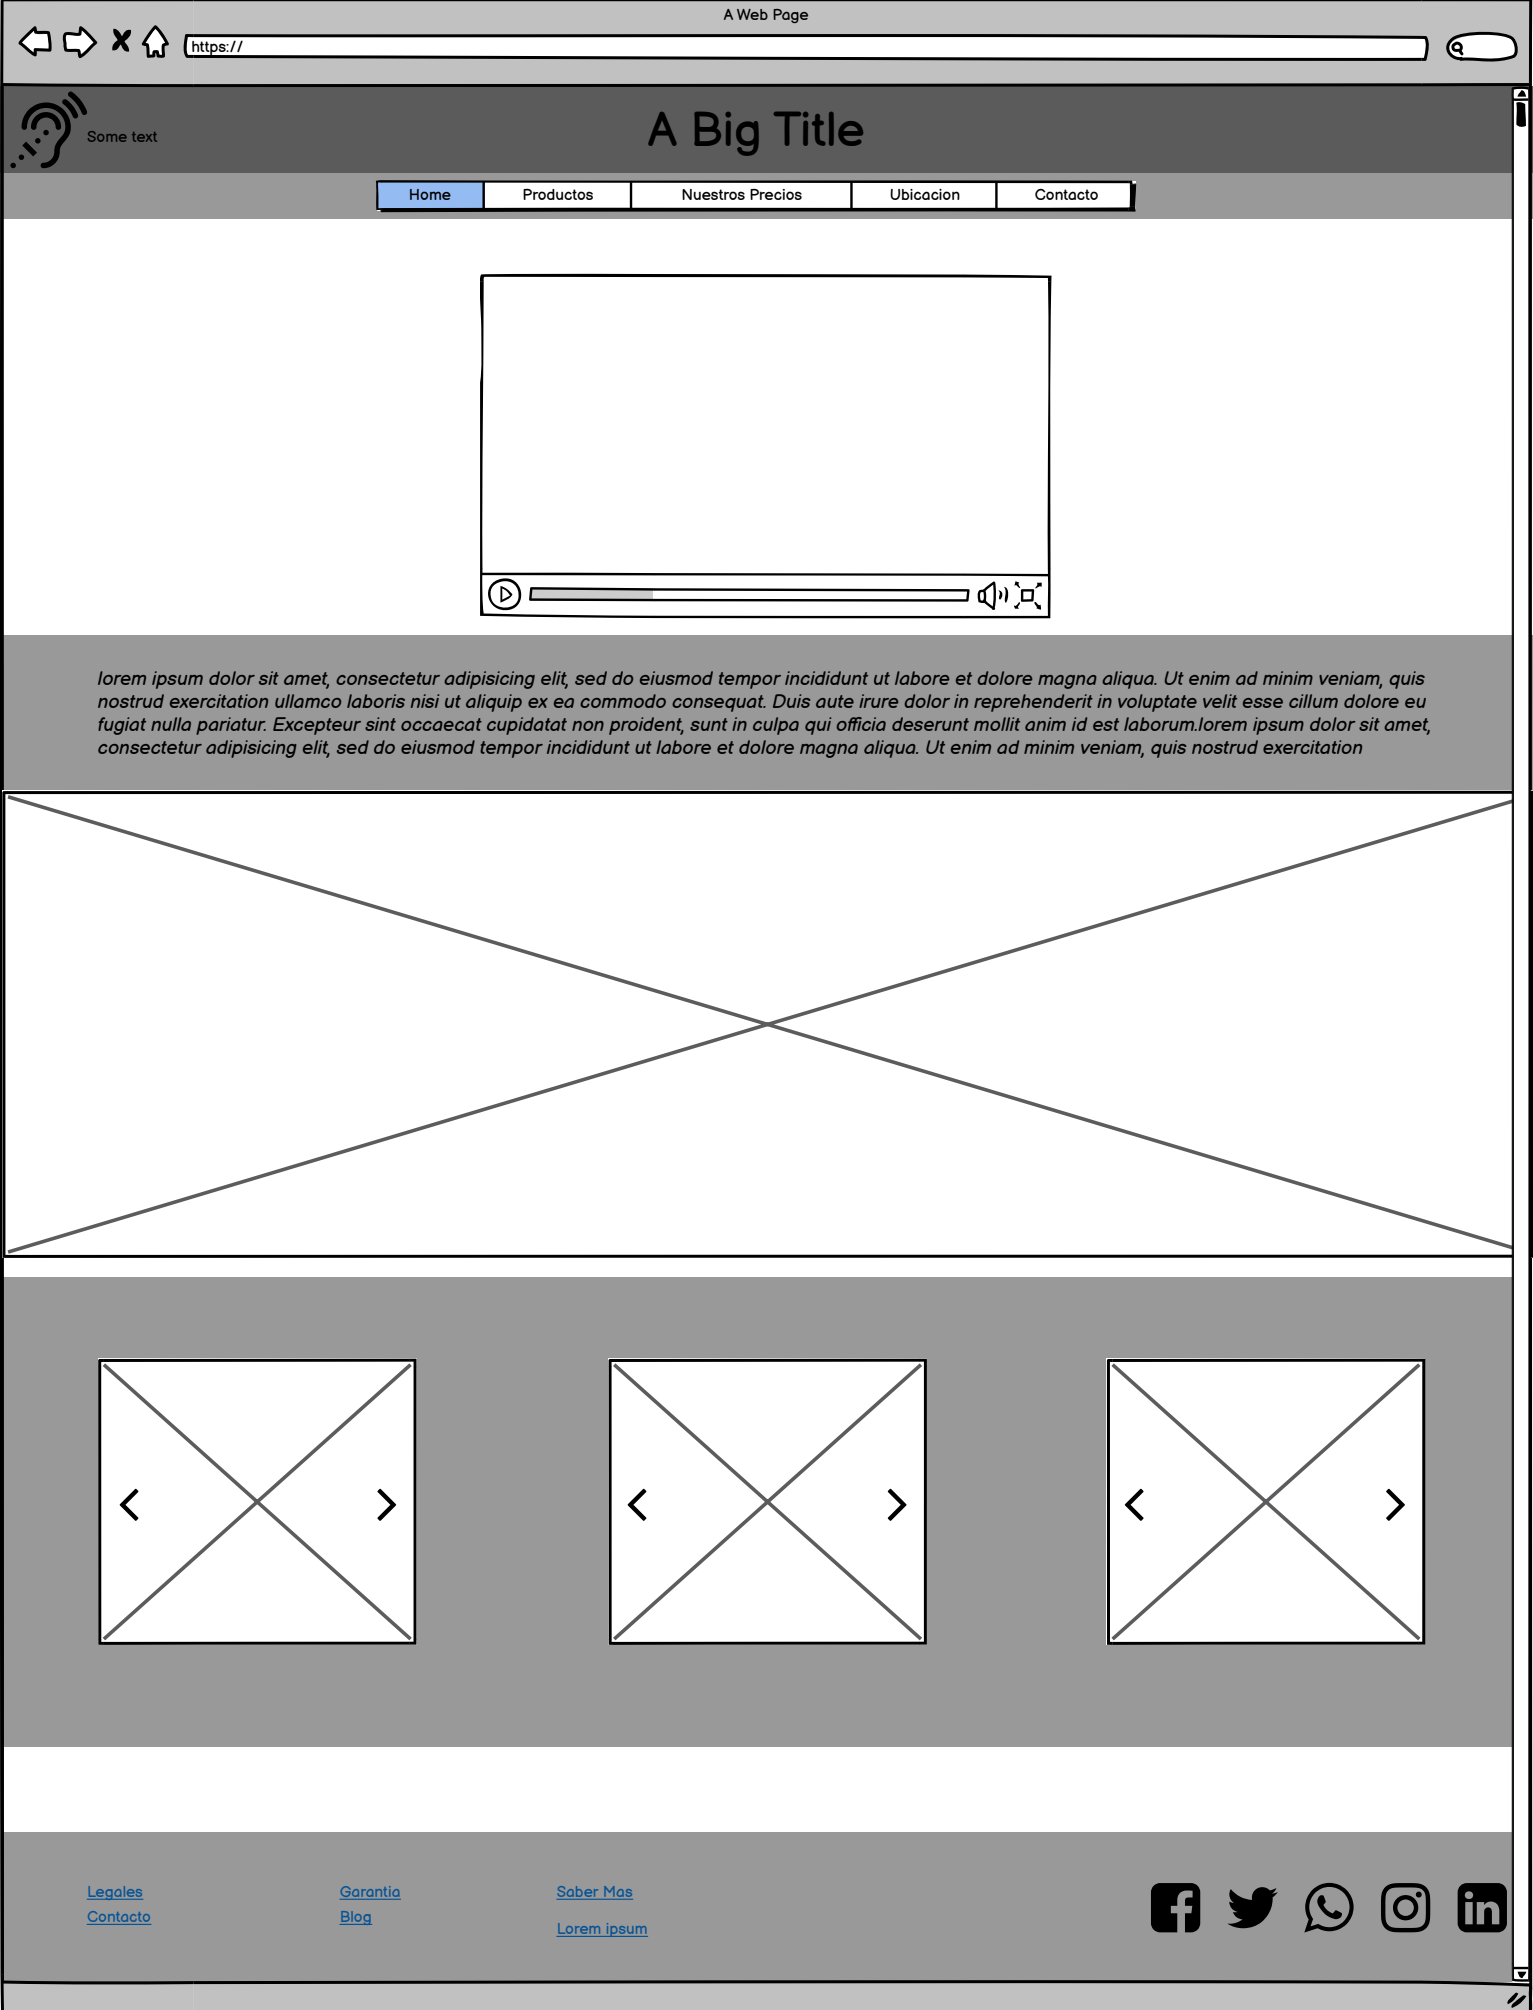 A Web Page
https://
Some text
A Big Title
Home Productos Nuestros Precios Ubicacion Contacto
lorem ipsum dolor sit amet, consectetur adipisicing elit, sed do eiusmod tempor incididunt ut labore et dolore magna aliqua. Ut enim ad minim veniam, quis
nostrud exercitation ullamco laboris nisi ut aliquip ex ea commodo consequat. Duis aute irure dolor in reprehenderit in voluptate velit esse cillum dolore eu
fugiat nulla pariatur. Excepteur sint occaecat cupidatat non proident, sunt in culpa qui officia deserunt mollit anim id est laborum.lorem ipsum dolor sit amet,
consectetur adipisicing elit, sed do eiusmod tempor incididunt ut labore et dolore magna aliqua. Ut enim ad minim veniam, quis nostrud exercitation
Legales
Contacto
Garantia
Blog
Saber Mas
Lorem ipsum